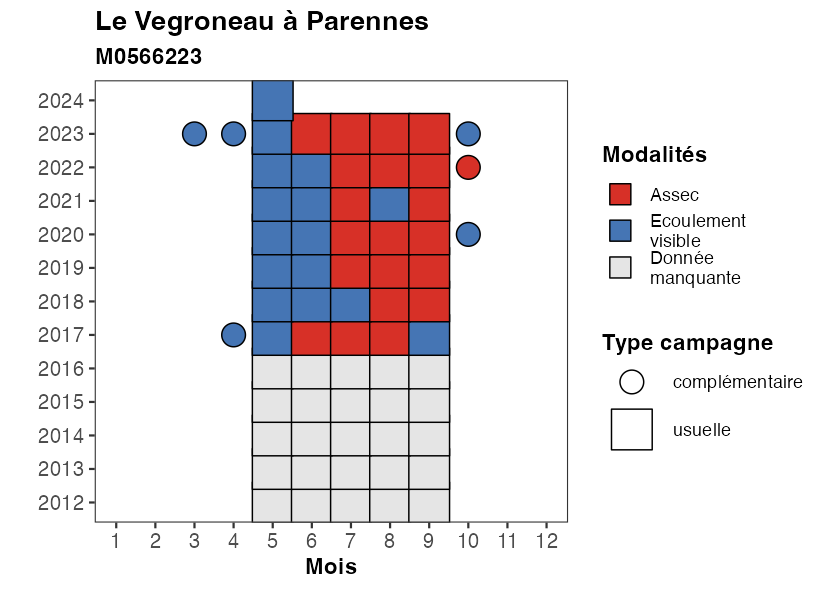 Le Vegroneau à Parennes
M0566223
2024
2023
2022
2021
2020
2019
2018
2017
2016
2015
2014
2013
2012
1 2 3 4 5 6 7 8 9 10 11 12
Mois
Modalités
Assec
Ecoulement
visible
Donnée
manquante
Type campagne
complémentaire
usuelle